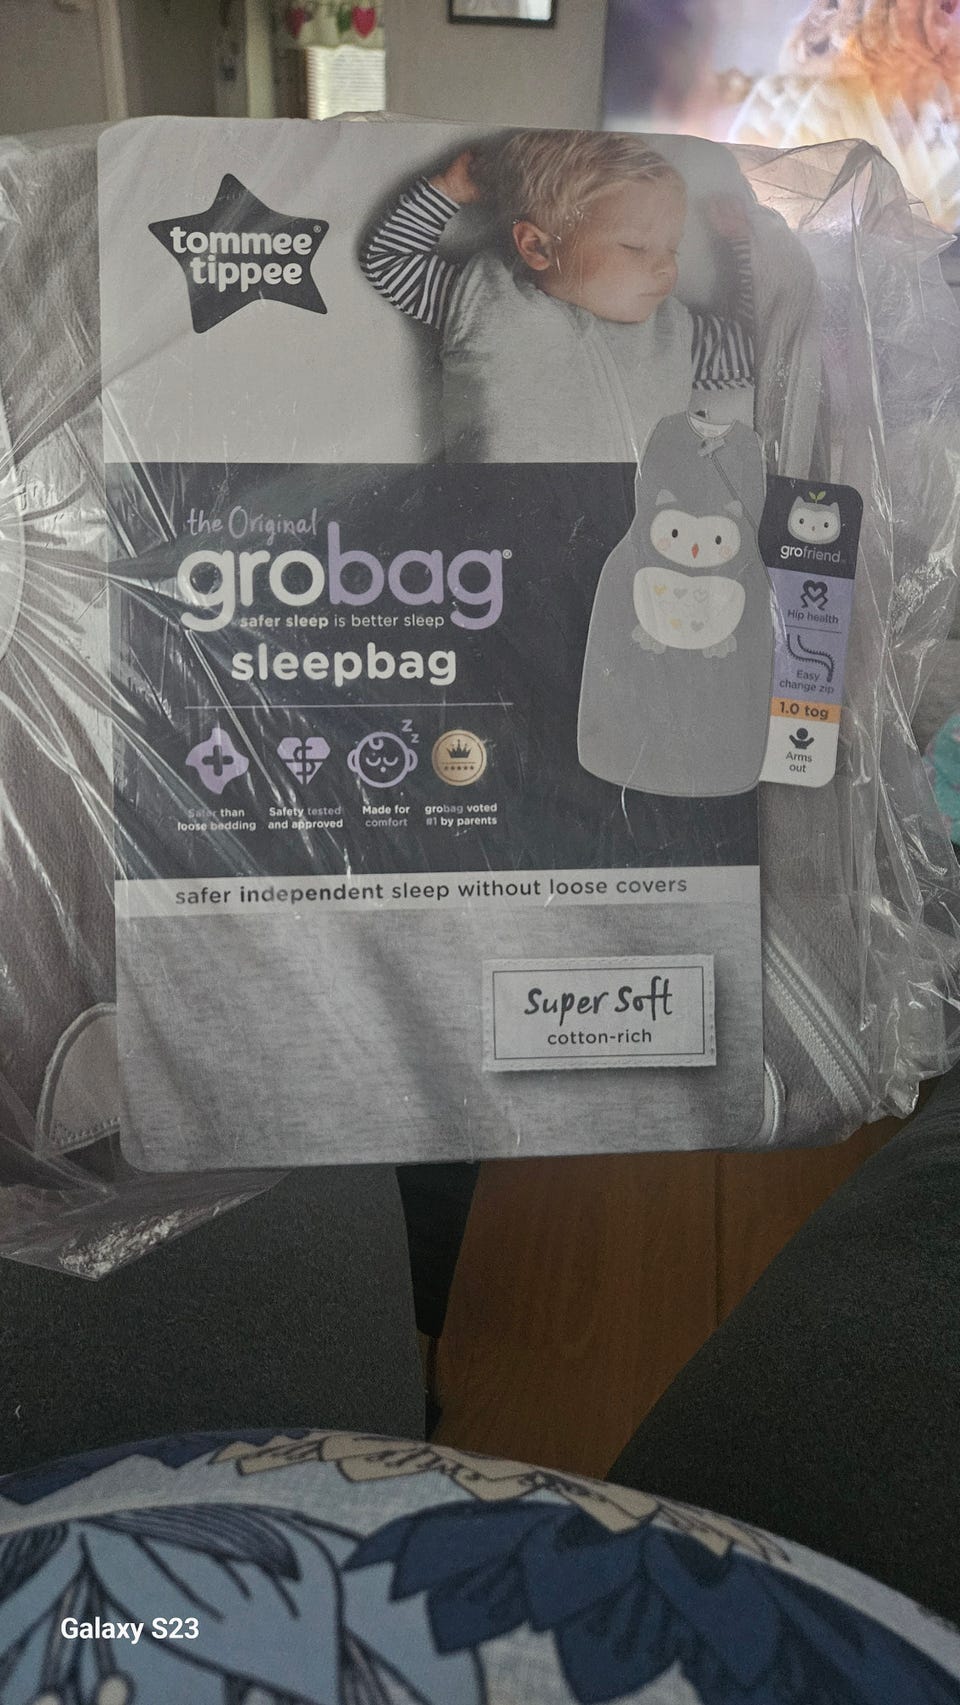 tommee®
tippee
the Original
grobag®
safer sleep is better sleep
sleepbag
Safer than
loose bedding
Safety tested
and approved
Made for
comfort
grobag voted
#1 by parents
z
z
grofriend™
Hip health
Easy
change zip
1.0 tog
Arms
out
safer independent sleep without loose covers
Super Soft
cotton-rich
Galaxy S23